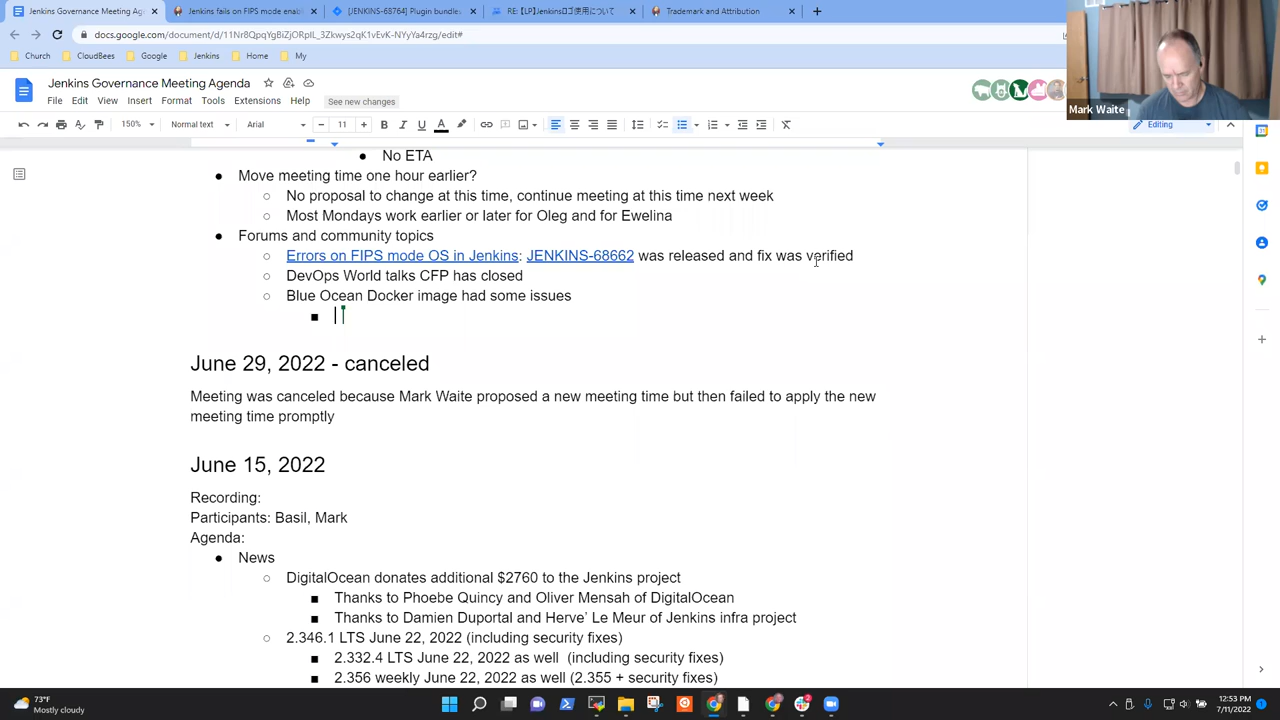 Jenkins Governance Meeting Age
Jenkins fails on FIPS mode enabl
[JENKINS-68764] Plugin bundles
RE: 【LP】Jenkinsロゴ使用について
Trademark and Attribution
docs.google.com/document/d/11Nr8QpqYgBiZjORpIL_3Zkwys2qK1vEvK-NYyYa4rzg/edit#
Church
CloudBees
Google
Jenkins
Home
My
Jenkins Governance Meeting Agenda
File Edit View Insert Format Tools Extensions Help See new changes
150% Normal text Arial 11 Editing
Mark Waite
No ETA
Move meeting time one hour earlier?
No proposal to change at this time, continue meeting at this time next week
Most Mondays work earlier or later for Oleg and for Ewelina
Forums and community topics
Errors on FIPS mode OS in Jenkins: JENKINS-68662 was released and fix was verified
DevOps World talks CFP has closed
Blue Ocean Docker image had some issues
June 29, 2022 - canceled
Meeting was canceled because Mark Waite proposed a new meeting time but then failed to apply the new
meeting time promptly
June 15, 2022
Recording:
Participants: Basil, Mark
Agenda:
News
DigitalOcean donates additional $2760 to the Jenkins project
Thanks to Phoebe Quincy and Oliver Mensah of DigitalOcean
Thanks to Damien Duportal and Herve’ Le Meur of Jenkins infra project
2.346.1 LTS June 22, 2022 (including security fixes)
2.332.4 LTS June 22, 2022 as well (including security fixes)
2.356 weekly June 22, 2022 as well (2.355 + security fixes)
73°F
Mostly cloudy
12:53 PM
7/11/2022